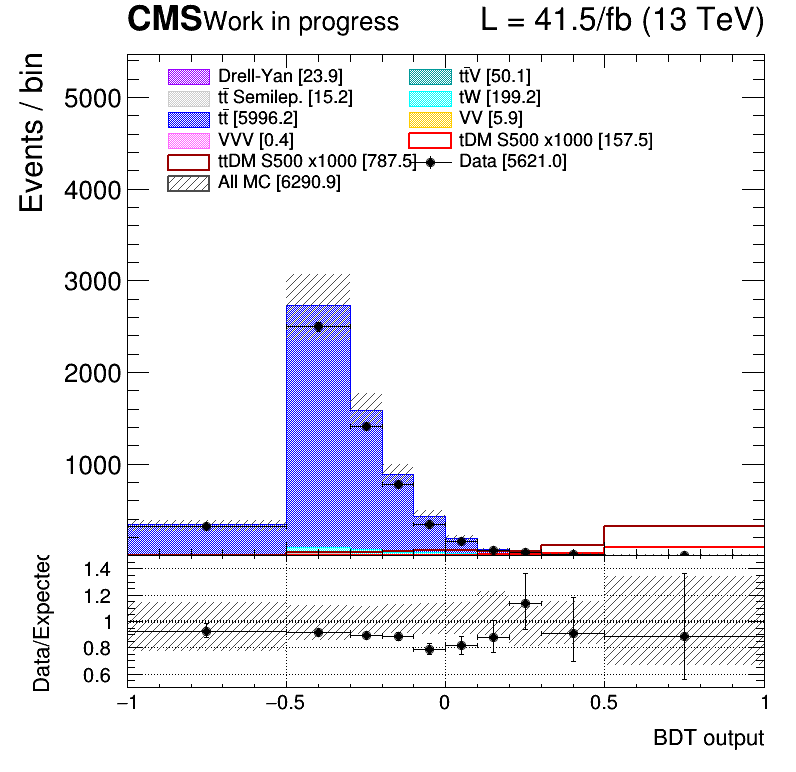 CMS Work in progress L = 41.5/fb (13 TeV)
Events / bin
Drell-Yan [23.9] tt̄V [50.1]
tt̄ Semilep. [15.2] tW [199.2]
tt̄ [5996.2] VV [5.9]
VVV [0.4] tDM S500 x1000 [157.5]
ttDM S500 x1000 [787.5] Data [5621.0]
All MC [6290.9]
5000
4000
3000
2000
1000
Data/Expected
1.4
1.2
1
0.8
0.6
−1 −0.5 0 0.5 1
BDT output